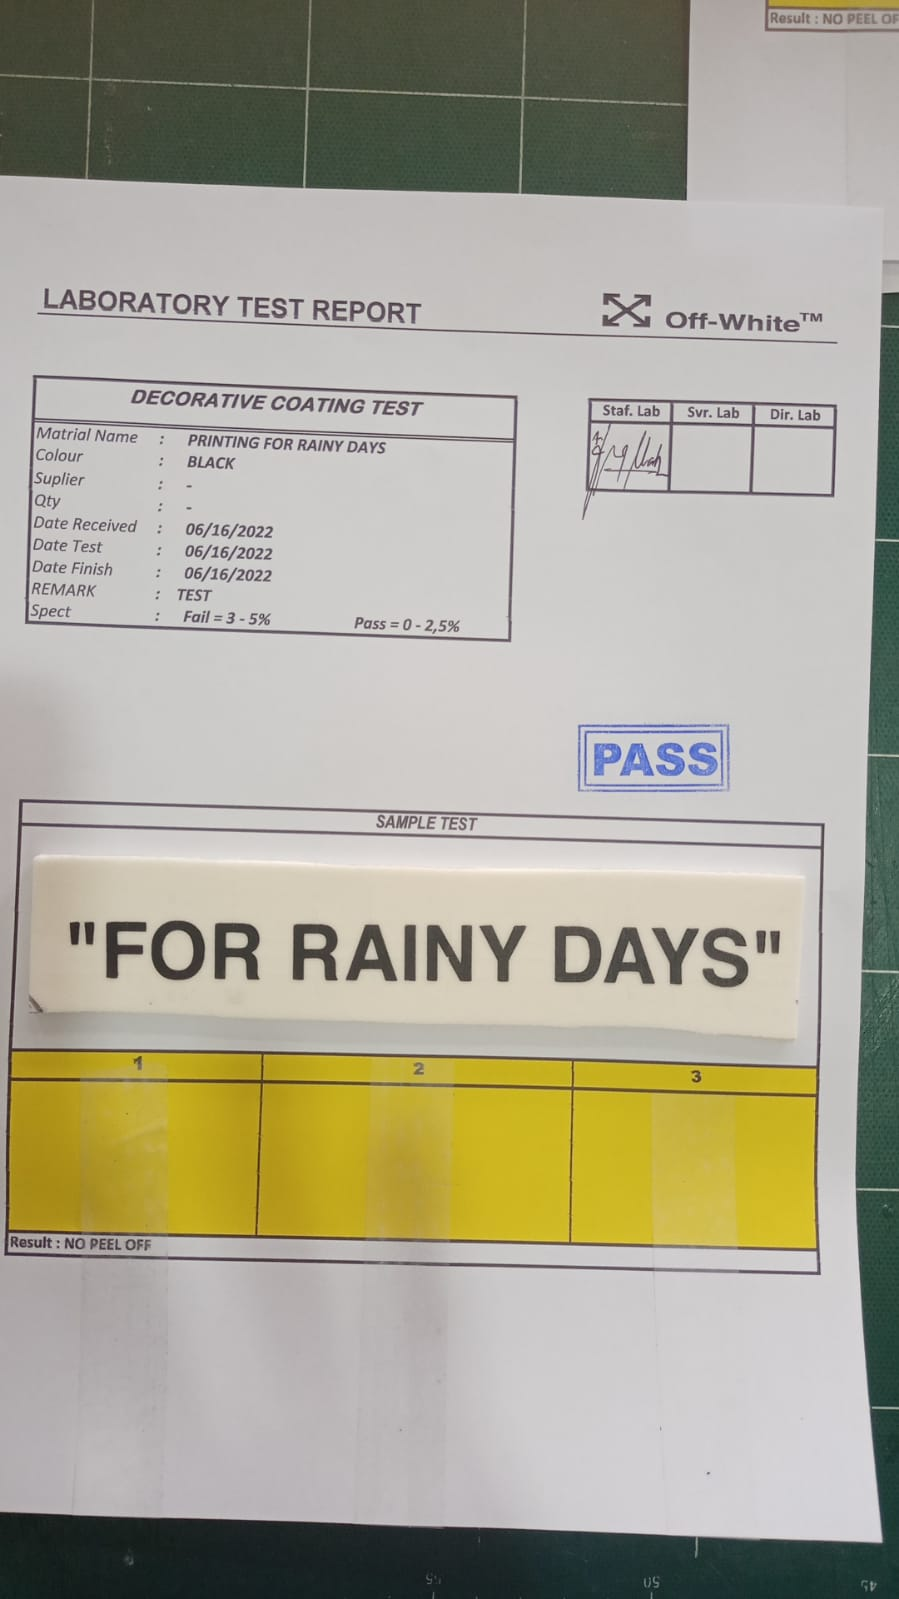 Result : NO PEEL OF
LABORATORY TEST REPORT
Off-White™
DECORATIVE COATING TEST
Matrial Name : PRINTING FOR RAINY DAYS
Colour : BLACK
Suplier : -
Qty : -
Date Received : 06/16/2022
Date Test : 06/16/2022
Date Finish : 06/16/2022
REMARK : TEST
Spect : Fail = 3 - 5% Pass = 0 - 2,5%
Staf. Lab Svr. Lab Dir. Lab
PASS
SAMPLE TEST
"FOR RAINY DAYS"
1 2 3
Result : NO PEEL OFF
55 50 45